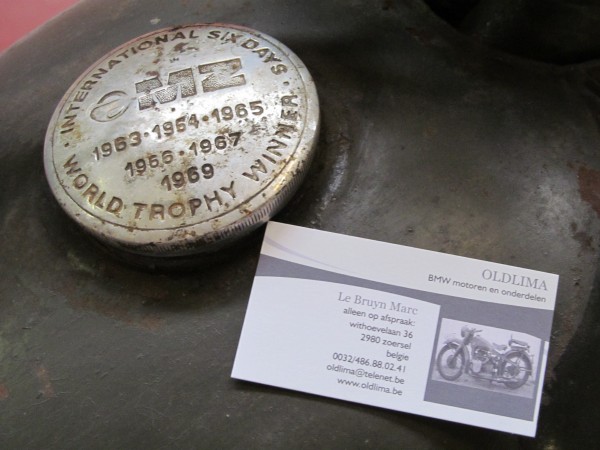 INTERNATIONAL SIX DAYS
MZ
1963 · 1964 · 1965
1966 · 1967
1969
WORLD TROPHY WINNER
OLDLIMA
BMW motoren en onderdelen
Le Bruyn Marc
alleen op afspraak:
withoevelaan 36
2980 zoersel
belgie
0032/486.88.02.41
oldlima@telenet.be
www.oldlima.be